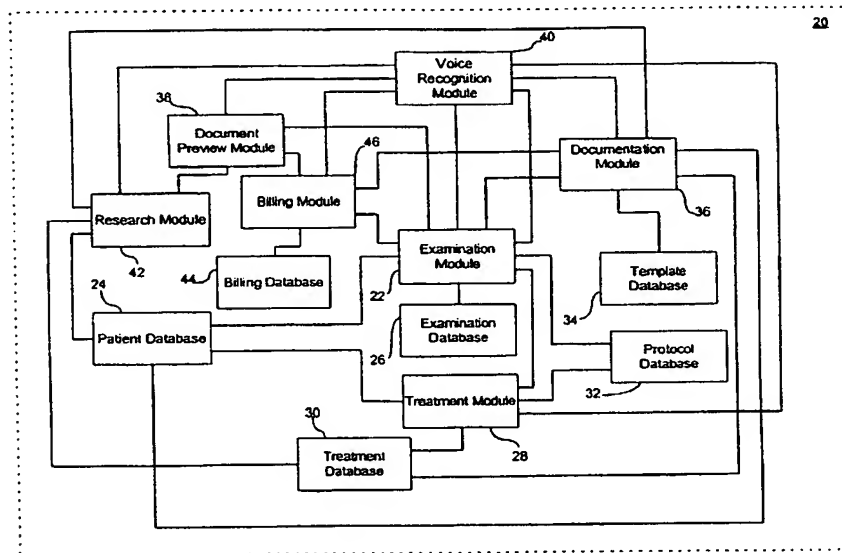 20
40
Voice
Recognition
Module
38
Document
Preview Module
46
Documentation
Module
Billing Module
36
Research Module
42
Examination
Module
22
44
Billing Database
Template
Database
34
24
Patient Database
26
Examination
Database
Protocol
Database
32
Treatment Module
28
30
Treatment
Database